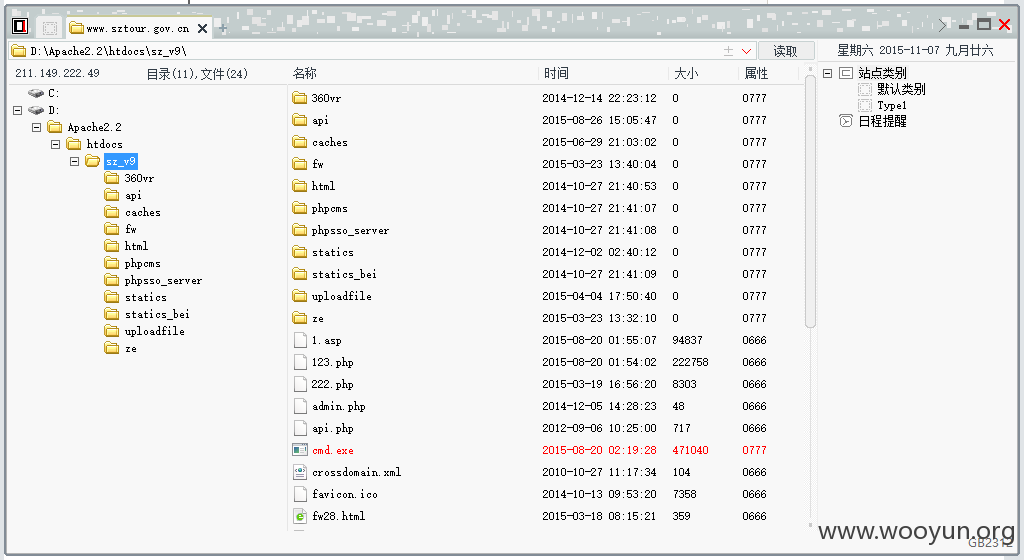 www.sztour.gov.cn
D:\Apache2.2\htdocs\sz_v9\
读取
星期六 2015-11-07 九月廿六
211.149.222.49 目录(11),文件(24)
C:
D:
Apache2.2
htdocs
sz_v9
360vr
api
caches
fw
html
phpcms
phpsso_server
statics
statics_bei
uploadfile
ze
名称 时间 大小 属性
360vr 2014-12-14 22:23:12 0 0777
api 2015-08-26 15:05:47 0 0777
caches 2015-06-29 21:03:02 0 0777
fw 2015-03-23 13:40:04 0 0777
html 2014-10-27 21:40:53 0 0777
phpcms 2014-10-27 21:41:07 0 0777
phpsso_server 2014-10-27 21:41:08 0 0777
statics 2014-12-02 02:40:12 0 0777
statics_bei 2014-10-27 21:41:09 0 0777
uploadfile 2015-04-04 17:50:40 0 0777
ze 2015-03-23 13:32:10 0 0777
1.asp 2015-08-20 01:55:07 94837 0666
123.php 2015-08-20 01:54:02 222758 0666
222.php 2015-03-19 16:56:20 8303 0666
admin.php 2014-12-05 14:28:23 48 0666
api.php 2012-09-06 10:25:00 717 0666
cmd.exe 2015-08-20 02:19:28 471040 0777
crossdomain.xml 2010-10-27 11:17:34 104 0666
favicon.ico 2014-10-13 09:53:20 7358 0666
fw28.html 2015-03-18 08:15:21 359 0666
站点类别
默认类别
Type1
日程提醒
www.wooyun.org
GB2312